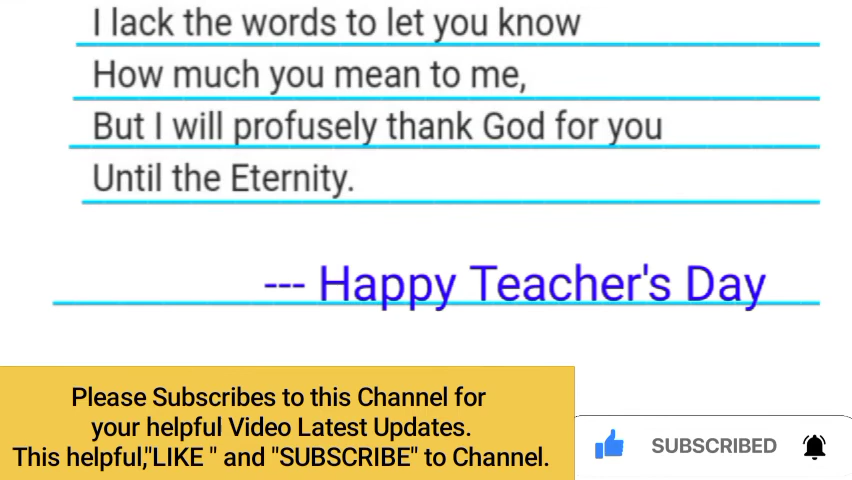 I lack the words to let you know
How much you mean to me,
But I will profusely thank God for you
Until the Eternity.
--- Happy Teacher's Day
Please Subscribes to this Channel for
your helpful Video Latest Updates.
This helpful,"LIKE " and "SUBSCRIBE" to Channel.
SUBSCRIBED